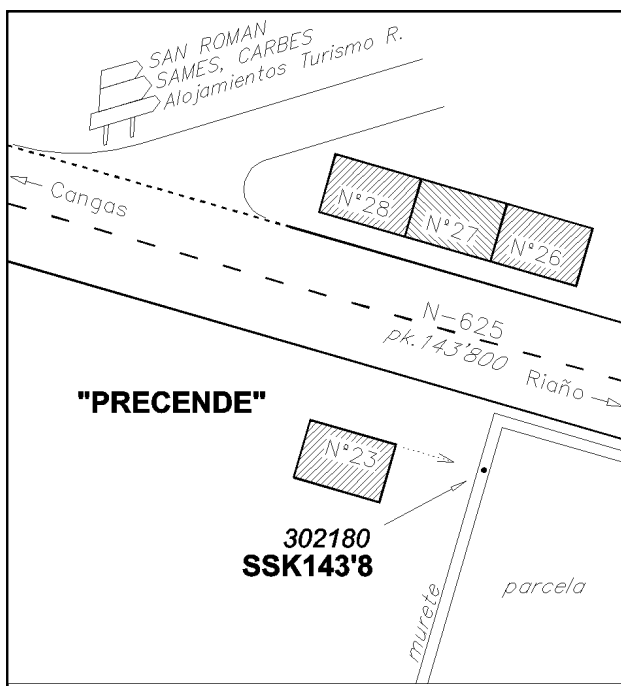 SAN ROMAN
SAMES, CARBES
Alojamientos Turismo R.
Cangas
N°28
N°27
N°26
N-625
pk.143'800
Riaño
"PRECENDE"
N°23
302180
SSK143'8
murete
parcela